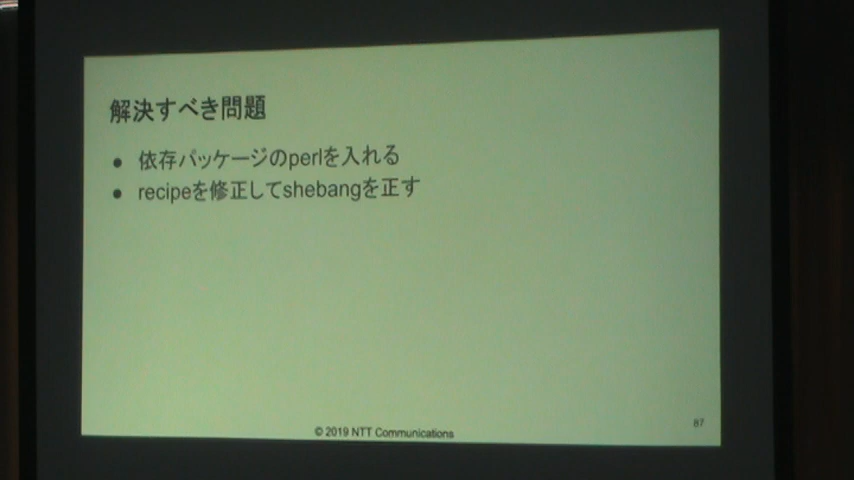 解決すべき問題
● 依存パッケージのperlを入れる
● recipeを修正してshebangを正す
87
© 2019 NTT Communications